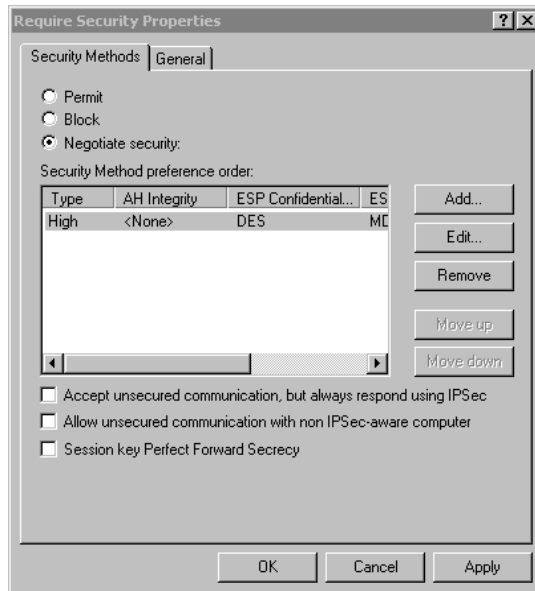 Require Security Properties
Security Methods General
Permit
Block
Negotiate security:
Security Method preference order:
Type AH Integrity ESP Confidential... ES
High <None> DES MD
Add...
Edit...
Remove
Move up
Move down
Accept unsecured communication, but always respond using IPSec
Allow unsecured communication with non IPSec-aware computer
Session key Perfect Forward Secrecy
OK Cancel Apply